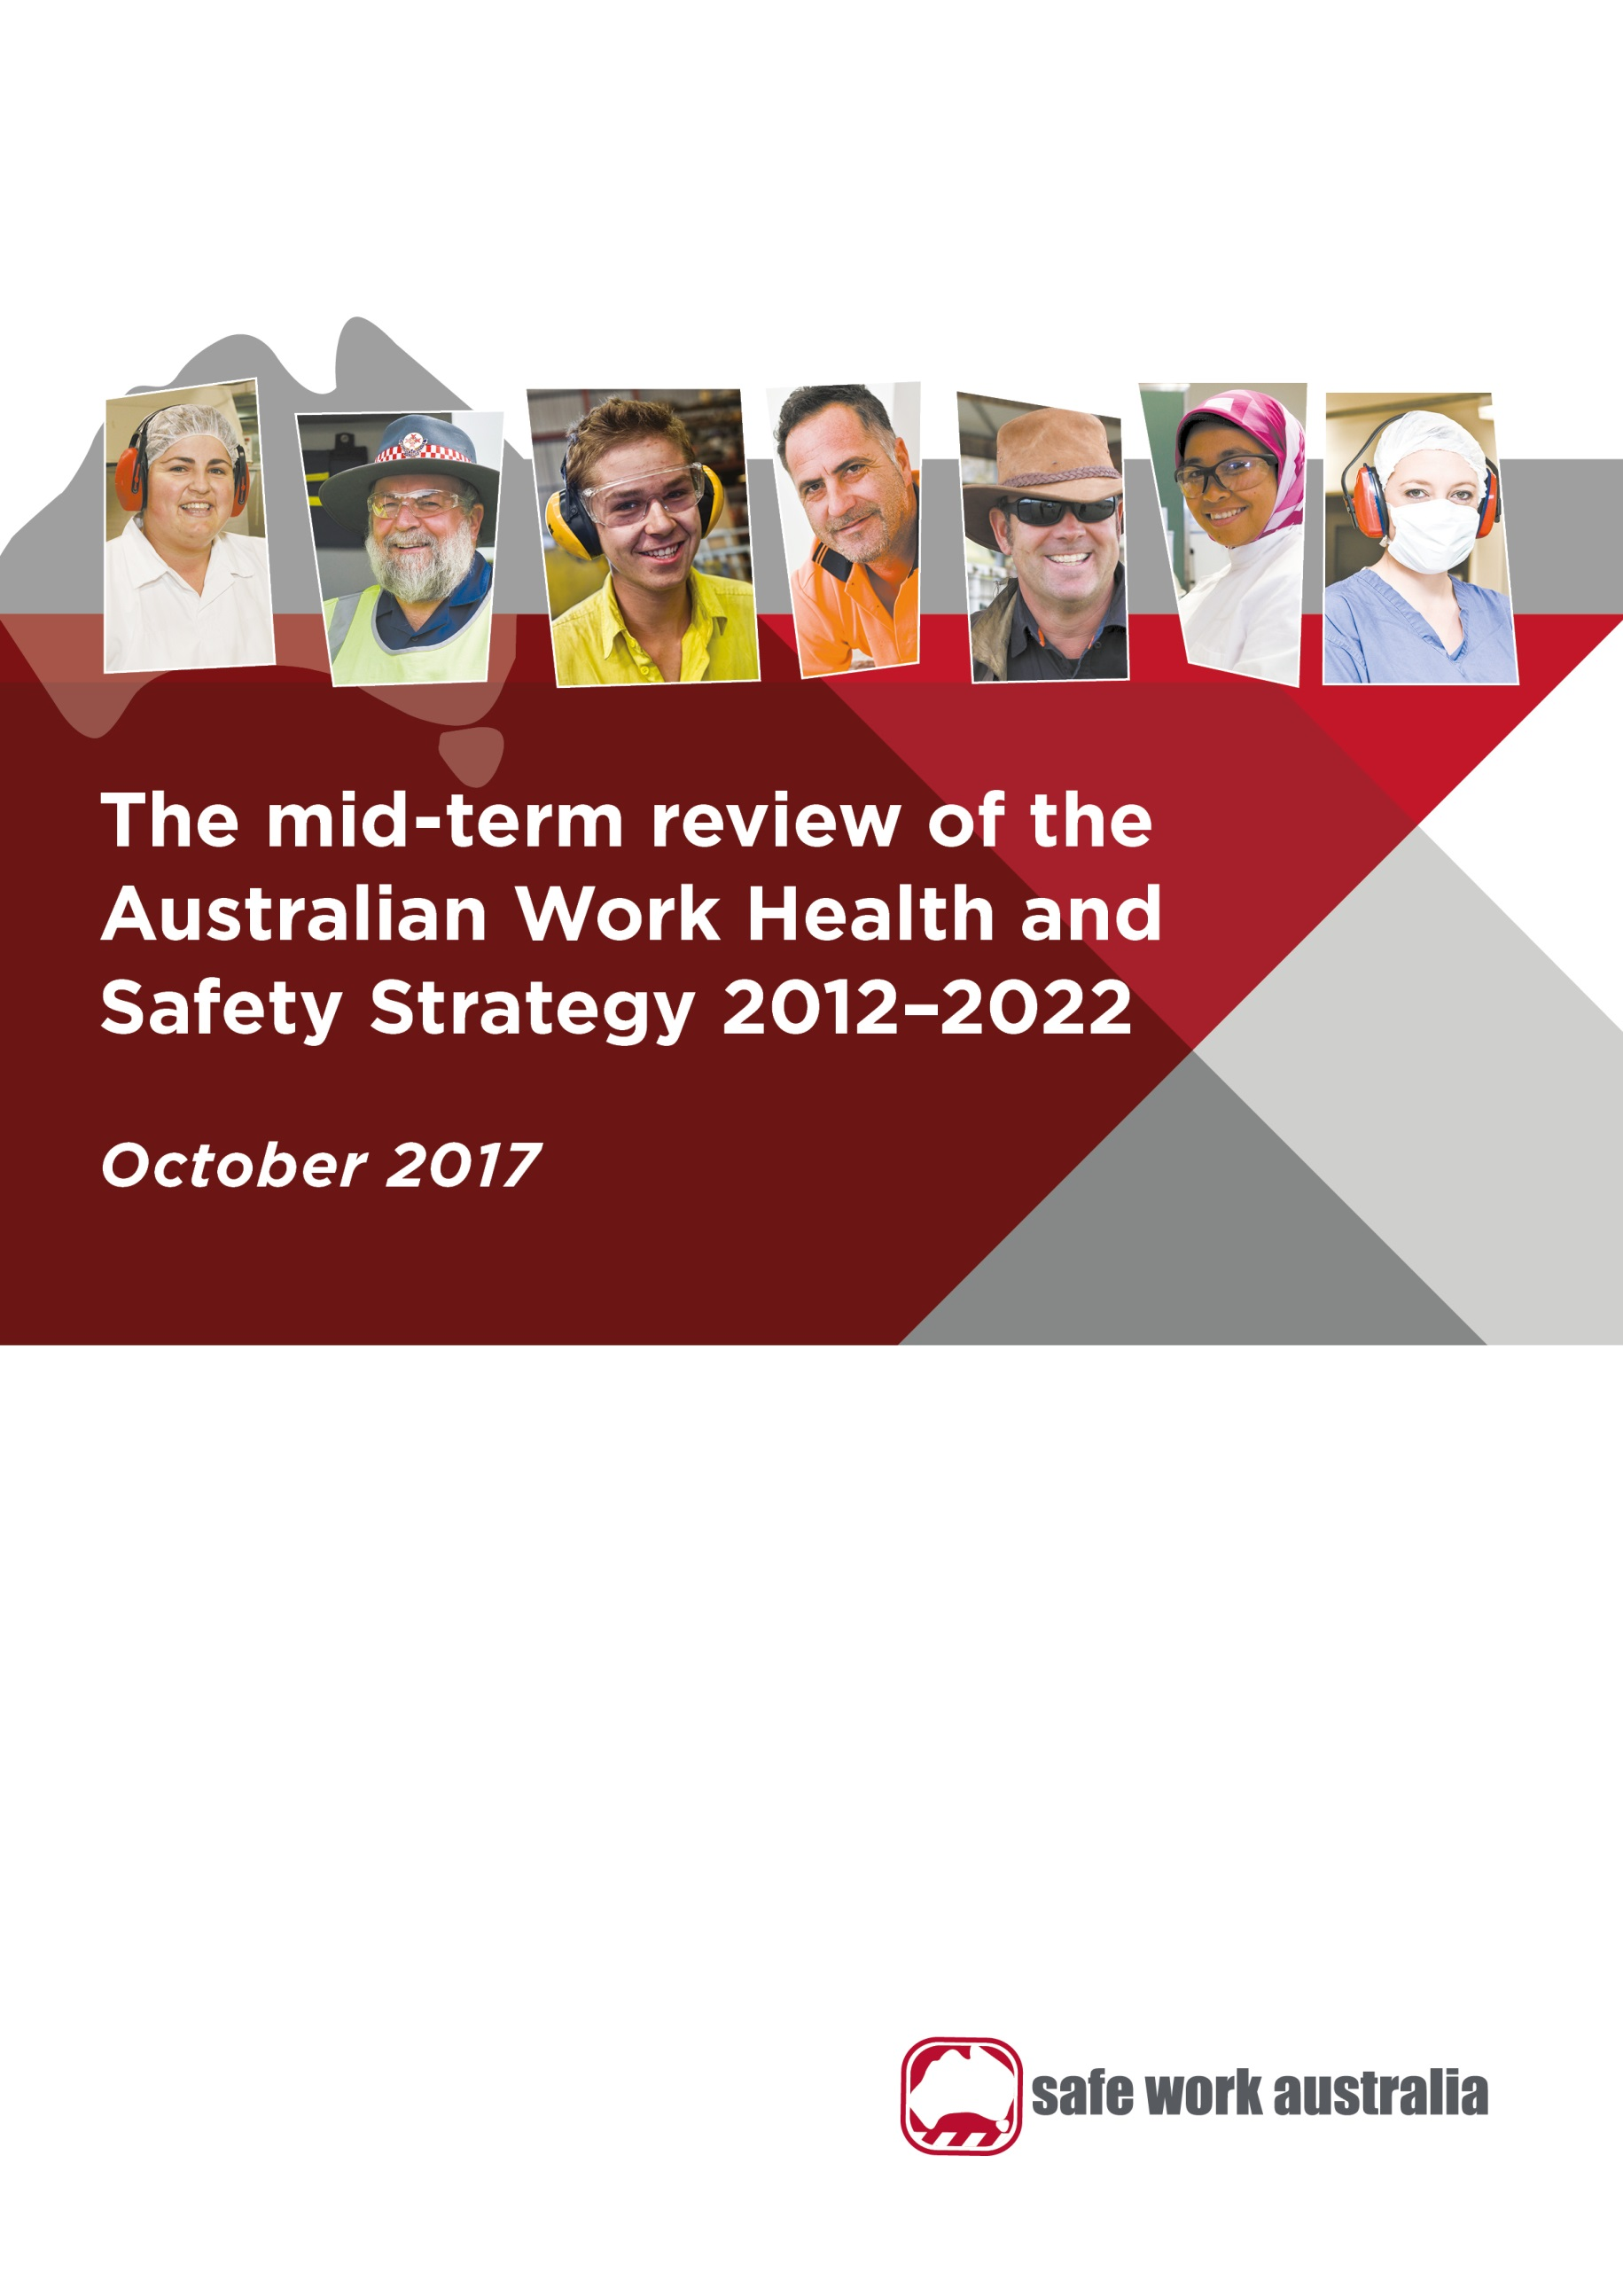 The mid-term review of the
Australian Work Health and
Safety Strategy 2012–2022
October 2017
safe work australia